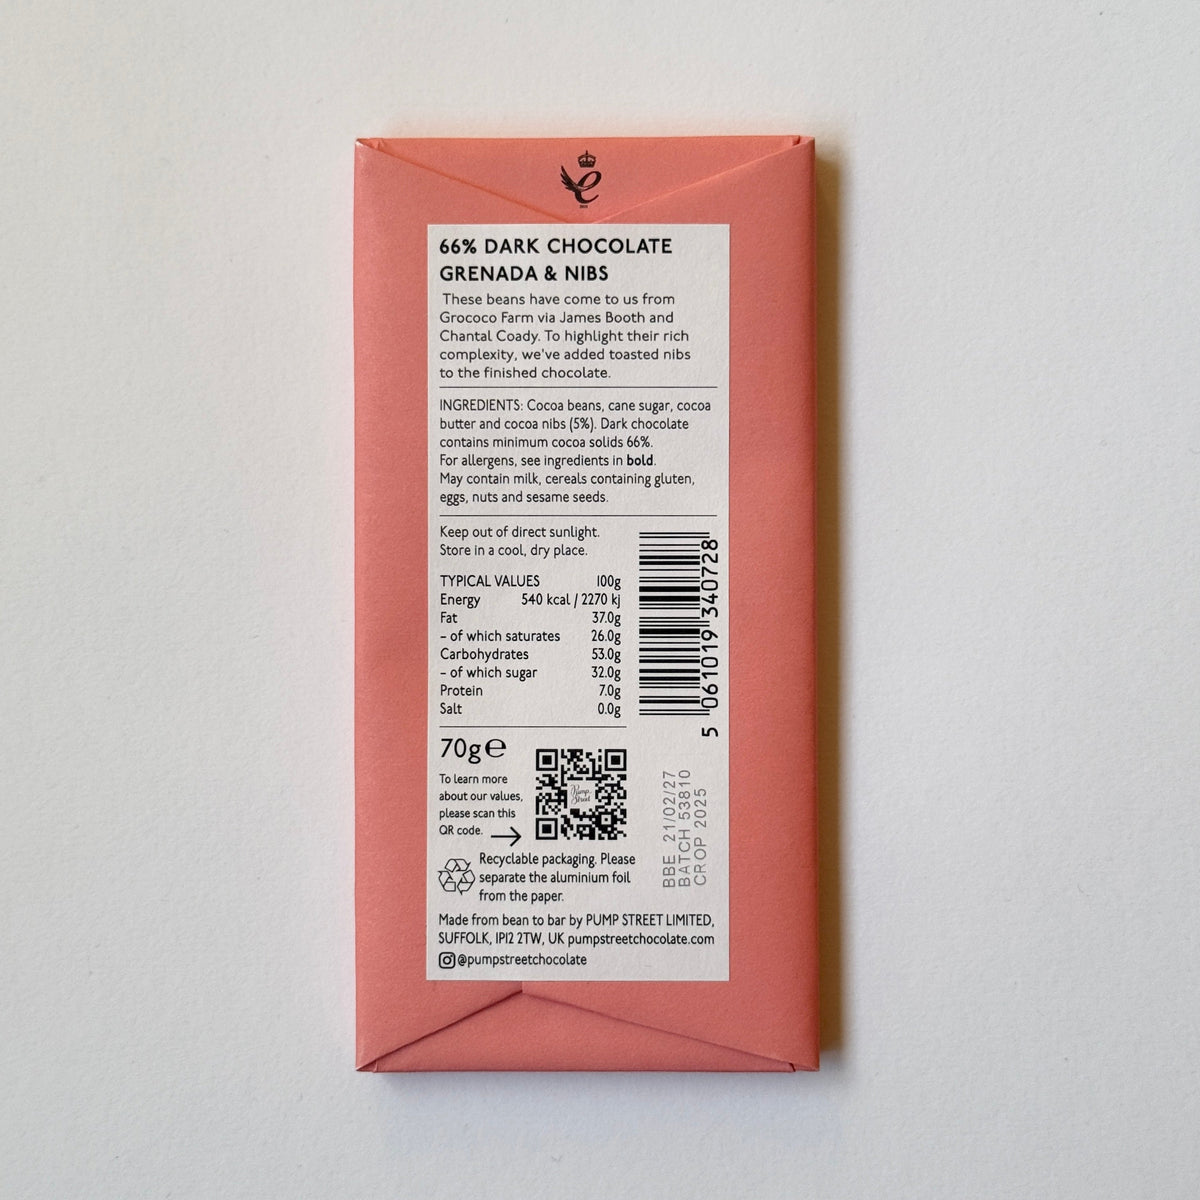 66% DARK CHOCOLATE
GRENADA & NIBS
These beans have come to us from
Grococo Farm via James Booth and
Chantal Coady. To highlight their rich
complexity, we've added toasted nibs
to the finished chocolate.
INGREDIENTS: Cocoa beans, cane sugar, cocoa
butter and cocoa nibs (5%). Dark chocolate
contains minimum cocoa solids 66%.
For allergens, see ingredients in bold.
May contain milk, cereals containing gluten,
eggs, nuts and sesame seeds.
Keep out of direct sunlight.
Store in a cool, dry place.
TYPICAL VALUES 100g
Energy 540 kcal / 2270 kj
Fat 37.0g
- of which saturates 26.0g
Carbohydrates 53.0g
- of which sugar 32.0g
Protein 7.0g
Salt 0.0g
5 061019 340728
70g℮
To learn more
about our values,
please scan this
QR code.
Pump
Street
BBE 21/02/27
BATCH 53810
CROP 2025
Recyclable packaging. Please
separate the aluminium foil
from the paper.
Made from bean to bar by PUMP STREET LIMITED,
SUFFOLK, IP12 2TW, UK pumpstreetchocolate.com
@pumpstreetchocolate